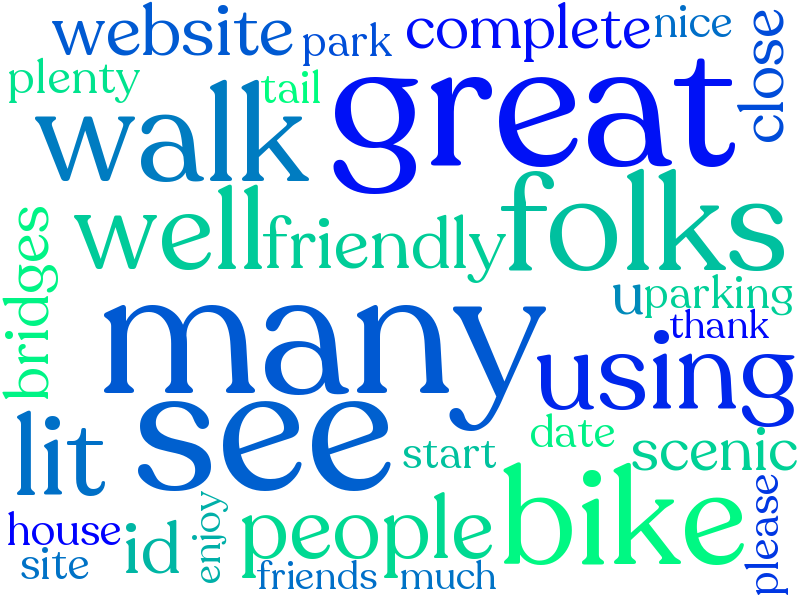 website park complete nice close
plenty tail
walk great
well friendly folks
bridges
u parking
thank
many using
see
lit start date scenic
house id enjoy people bike please
site friends much